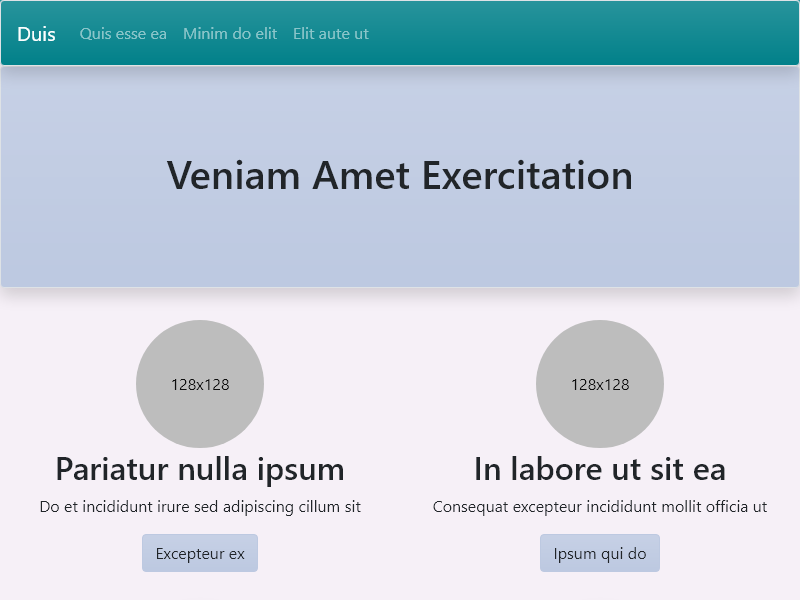 Duis Quis esse ea Minim do elit Elit aute ut
Veniam Amet Exercitation
128x128
Pariatur nulla ipsum
Do et incididunt irure sed adipiscing cillum sit
Excepteur ex
128x128
In labore ut sit ea
Consequat excepteur incididunt mollit officia ut
Ipsum qui do